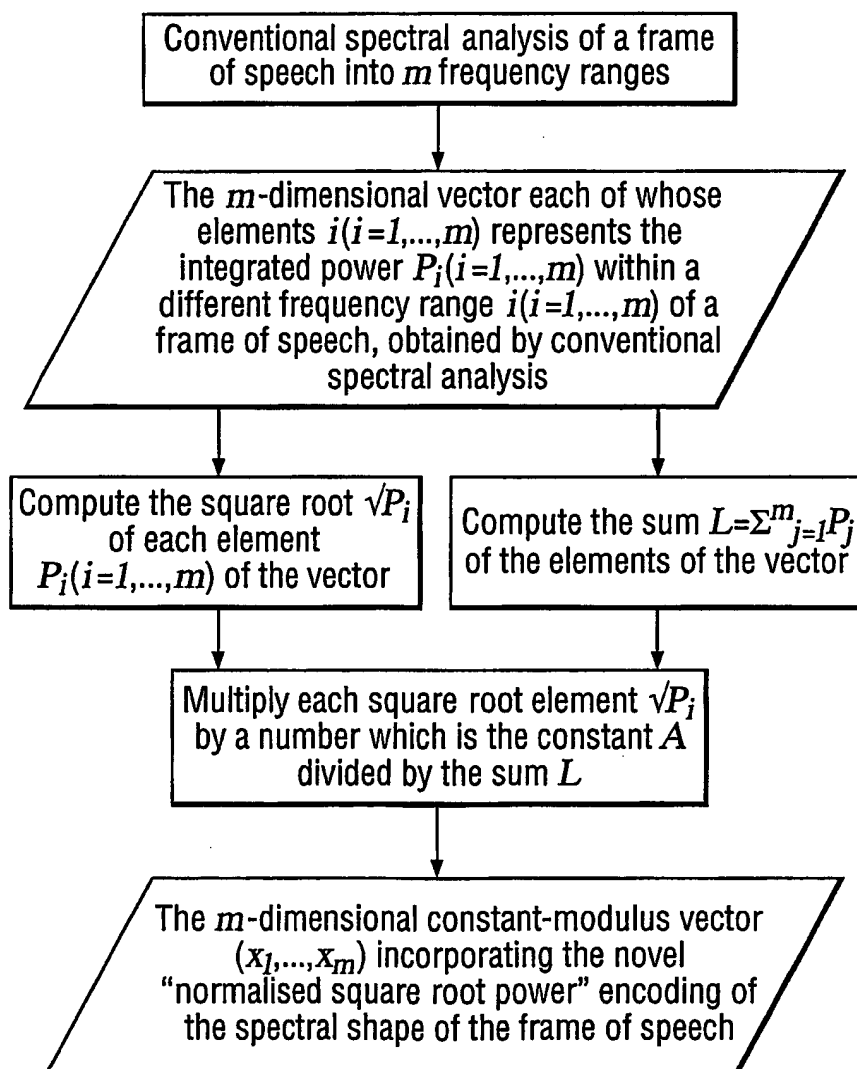 Conventional spectral analysis of a frame
of speech into m frequency ranges
The m-dimensional vector each of whose
elements i(i=1,...,m) represents the
integrated power Pᵢ(i=1,...,m) within a
different frequency range i(i=1,...,m) of a
frame of speech, obtained by conventional
spectral analysis
Compute the square root √Pᵢ
of each element
Pᵢ(i=1,...,m) of the vector
Compute the sum L=Σᵐⱼ₌₁Pⱼ
of the elements of the vector
Multiply each square root element √Pᵢ
by a number which is the constant A
divided by the sum L
The m-dimensional constant-modulus vector
(x₁,...,xₘ) incorporating the novel
“normalised square root power” encoding of
the spectral shape of the frame of speech